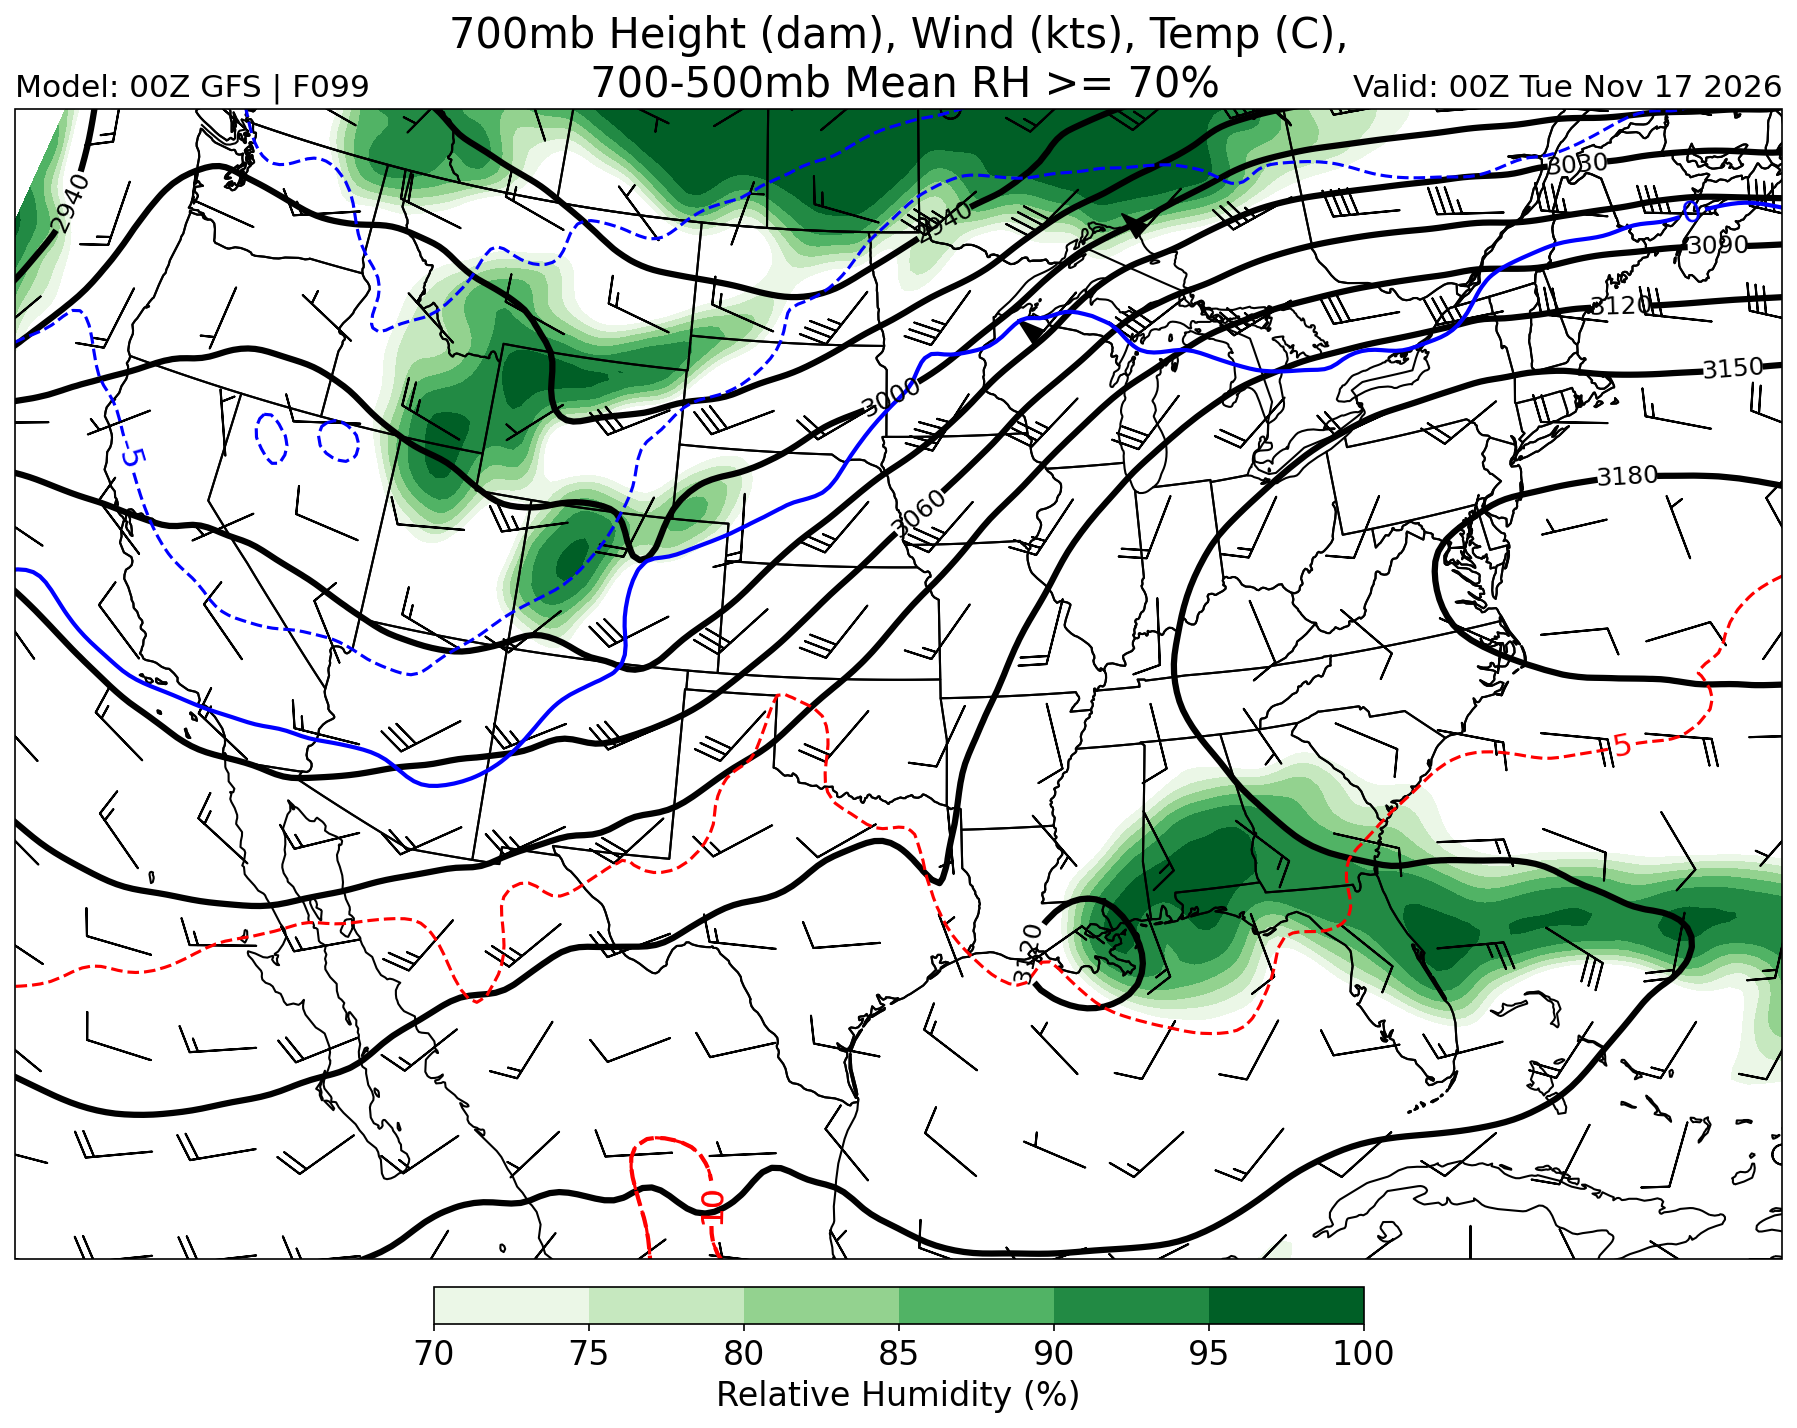 700mb Height (dam), Wind (kts), Temp (C),
700-500mb Mean RH >= 70%
Model: 00Z GFS | F099
Valid: 00Z Tue Nov 17 2026
2940
2940
3030
0
3090
3120
3150
3000
5
3180
3060
5
3120
10
70 75 80 85 90 95 100
Relative Humidity (%)